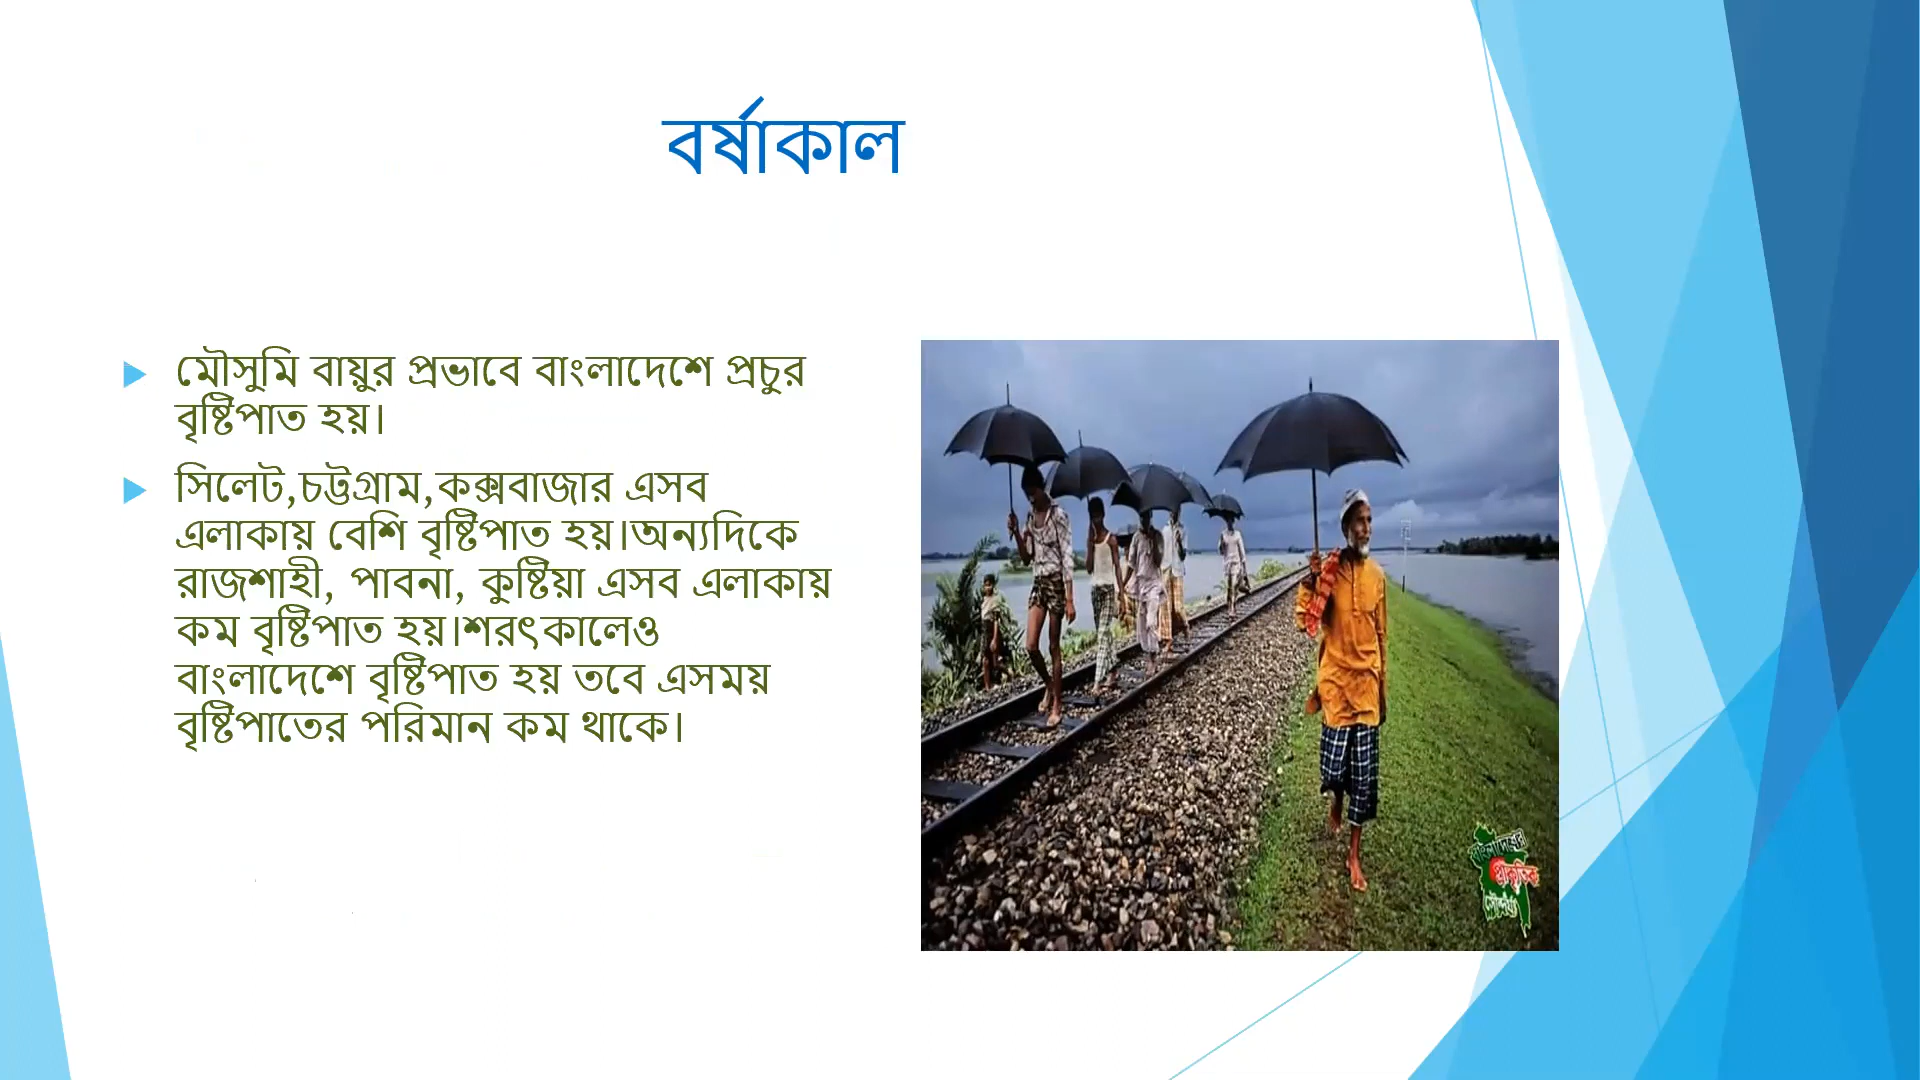 বর্ষাকাল
মৌসুমি বায়ুর প্রভাবে বাংলাদেশে প্রচুর
বৃষ্টিপাত হয়।
সিলেট,চট্টগ্রাম,কক্সবাজার এসব
এলাকায় বেশি বৃষ্টিপাত হয়।অন্যদিকে
রাজশাহী, পাবনা, কুষ্টিয়া এসব এলাকায়
কম বৃষ্টিপাত হয়।শরৎকালেও
বাংলাদেশে বৃষ্টিপাত হয় তবে এসময়
বৃষ্টিপাতের পরিমান কম থাকে।
বাংলাদেশের
প্রাকৃতিক
সৌন্দর্য্য